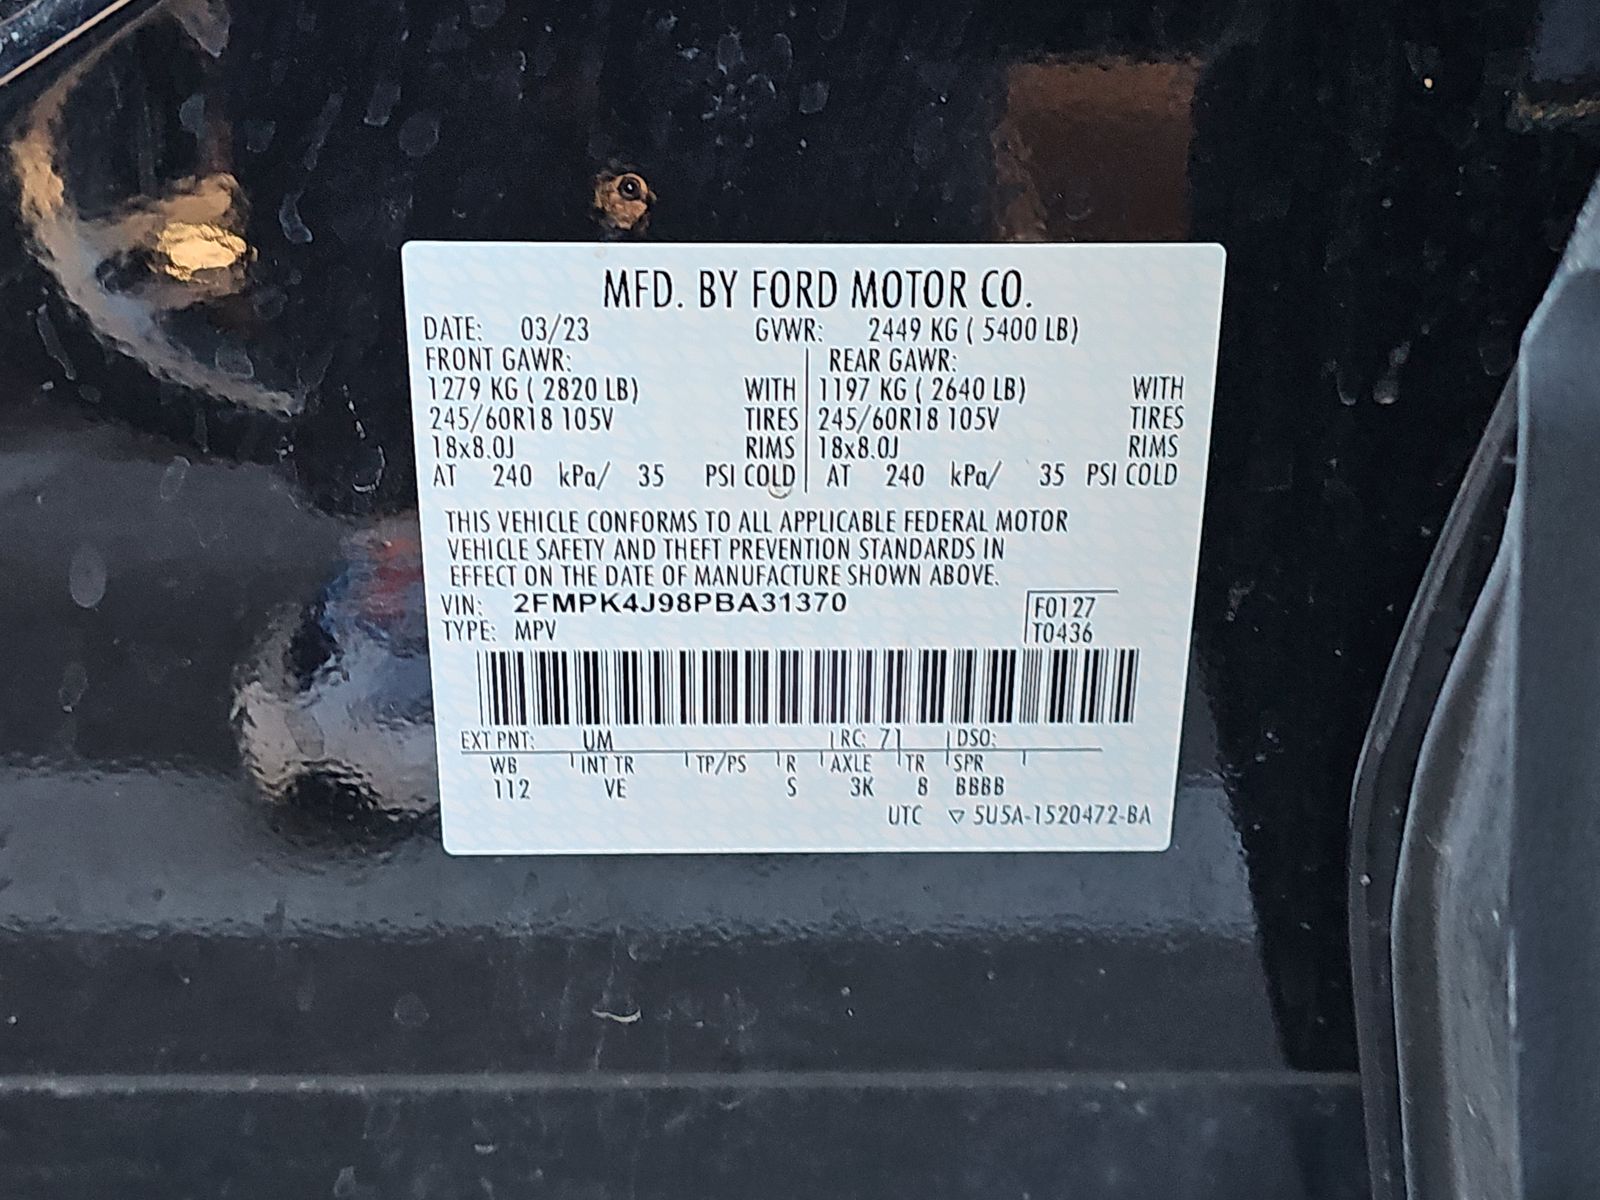 MFD. BY FORD MOTOR CO.
DATE: 03/23 GVWR: 2449 KG ( 5400 LB)
FRONT GAWR: REAR GAWR:
1279 KG ( 2820 LB) WITH 1197 KG ( 2640 LB) WITH
245/60R18 105V TIRES 245/60R18 105V TIRES
18x8.0J RIMS 18x8.0J RIMS
AT 240 kPa/ 35 PSI COLD AT 240 kPa/ 35 PSI COLD
THIS VEHICLE CONFORMS TO ALL APPLICABLE FEDERAL MOTOR
VEHICLE SAFETY AND THEFT PREVENTION STANDARDS IN
EFFECT ON THE DATE OF MANUFACTURE SHOWN ABOVE.
VIN: 2FMPK4J98PBA31370 F0127
TYPE: MPV T0436
EXT PNT: UM RC: 71 DSO:
WB INT TR TP/PS R AXLE TR SPR
112 VE S 3K 8 BBBB
UTC ▽ 5U5A-1520472-BA